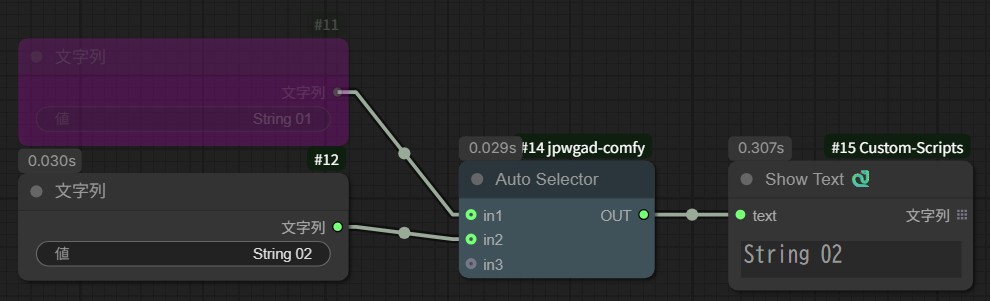 #11
文字列
文字列
値 String 01
0.030s #12
文字列
文字列
値 String 02
0.029s #14 jpwgad-comfy
Auto Selector
in1 OUT
in2
in3
0.307s #15 Custom-Scripts
Show Text
text 文字列
String 02